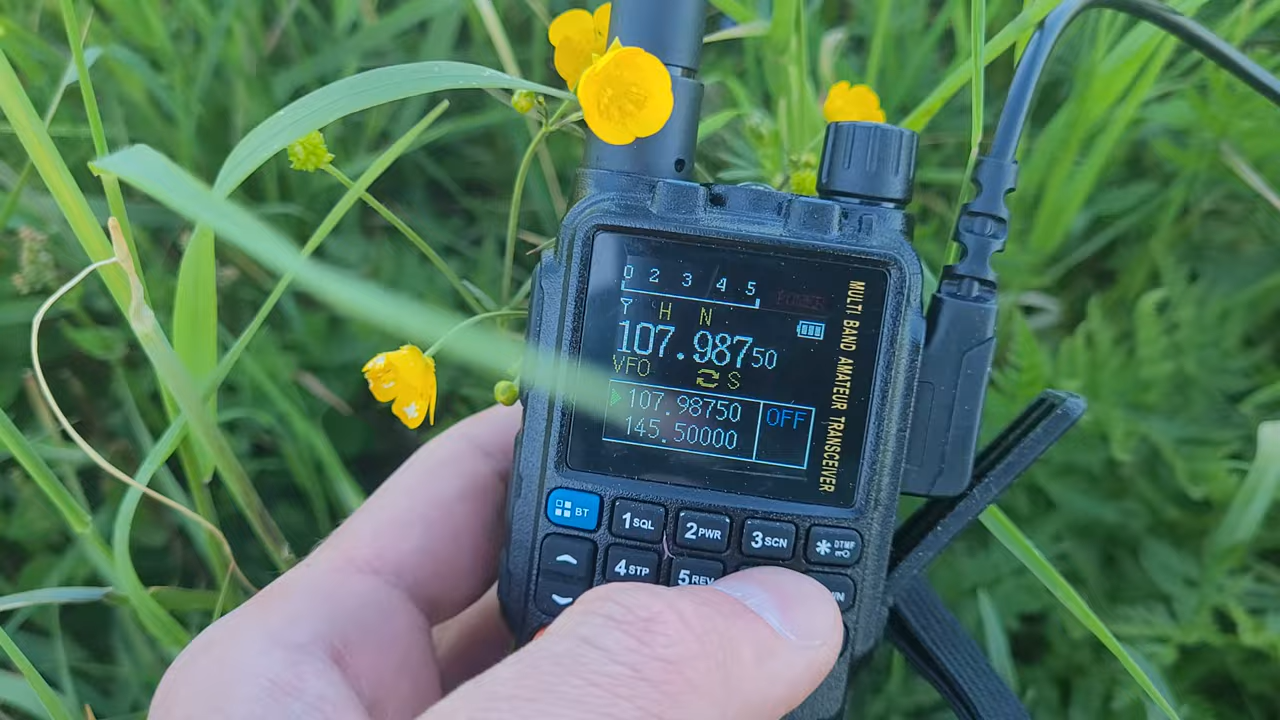 0 2 3 4 5
H N
107.98750
VFO S
107.98750 OFF
145.50000
MULTI BAND AMATEUR TRANSCEIVER
BT 1SQL 2PWR 3SCN * DTMF
4STP 5REV